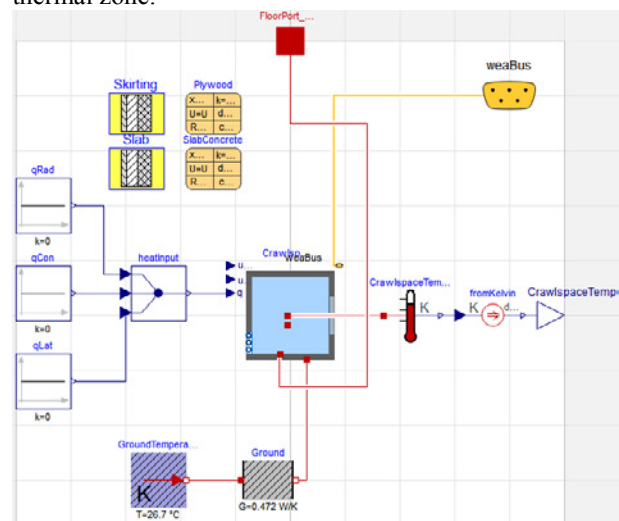 thermal zone.
FloorPort_...
weaBus
Skirting
Plywood
x... k=...
U=U d...
R... c...
Slab
SlabConcrete
x... k=...
U=U d...
R... c...
qRad
k=0
qCon
k=0
qLat
k=0
heatInput
u...
u...
q
Crawlsp
weaBus
CrawlspaceTem...
K
K
fromKelvin
d...
CrawlspaceTemp
GroundTempera...
K
T=26.7 °C
Ground
G=0.472 W/K